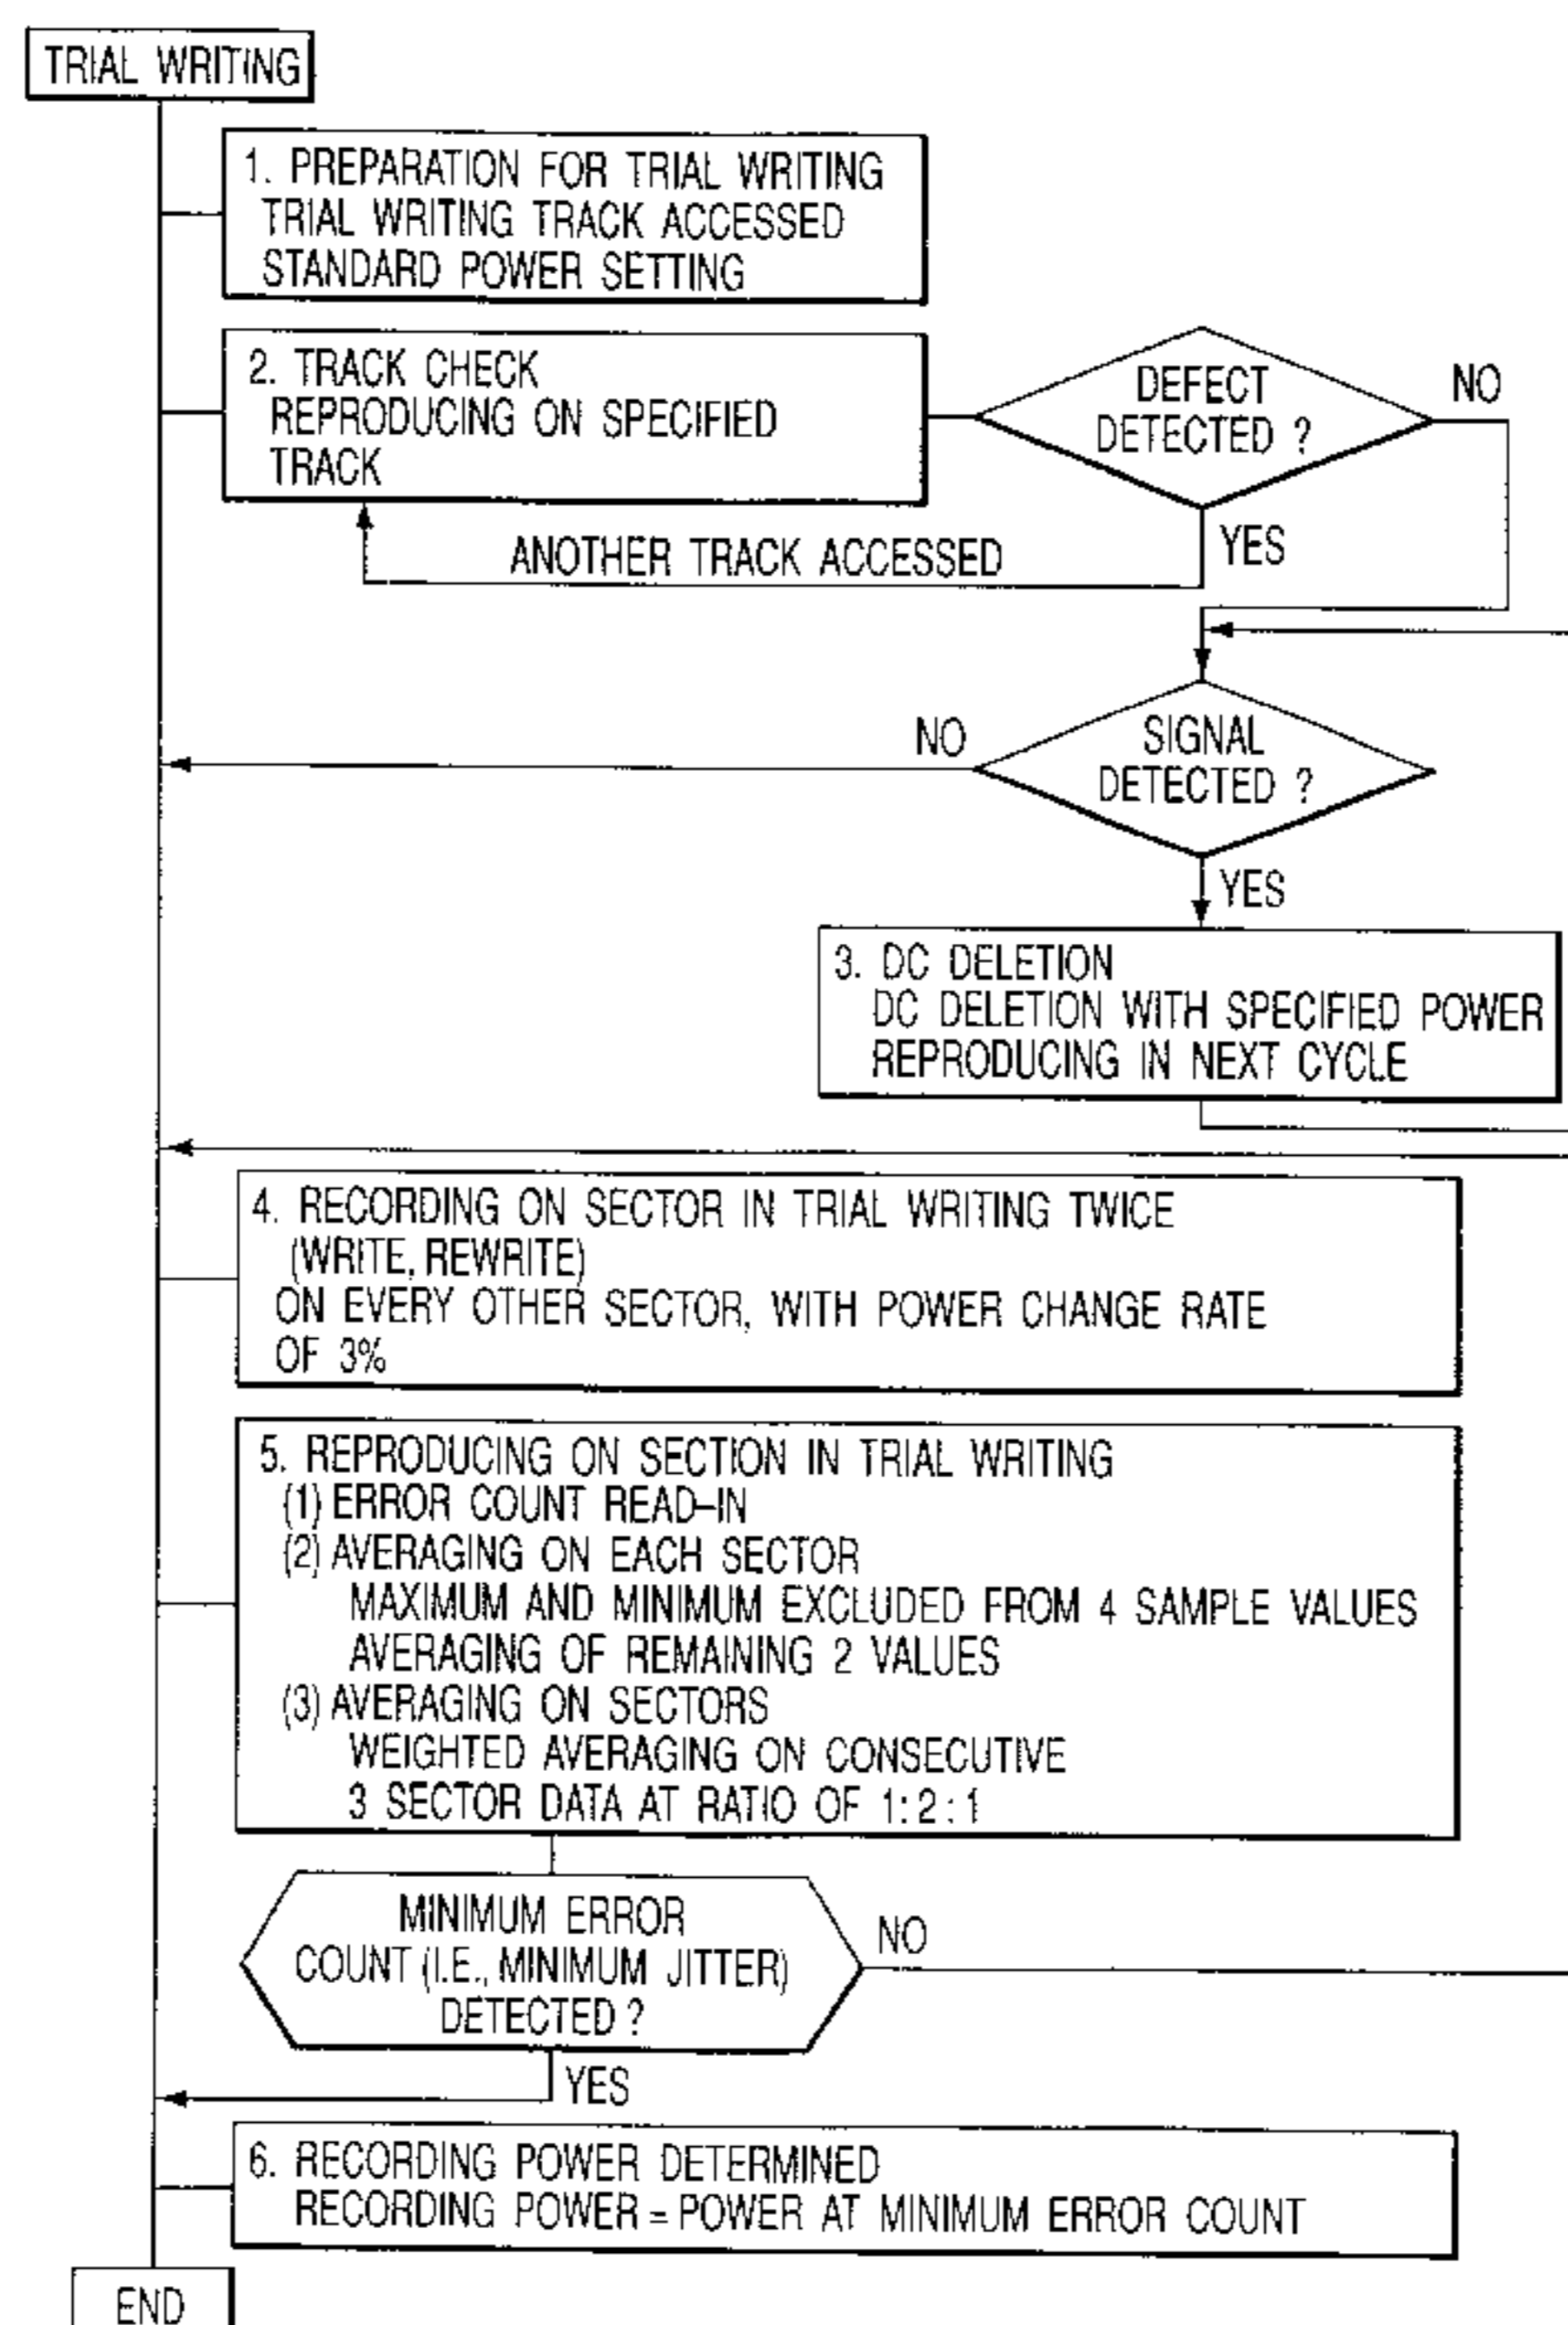 TRIAL WRITING
1. PREPARATION FOR TRIAL WRITING
TRIAL WRITING TRACK ACCESSED
STANDARD POWER SETTING
2. TRACK CHECK
REPRODUCING ON SPECIFIED
TRACK
DEFECT
DETECTED ?
NO
YES
ANOTHER TRACK ACCESSED
SIGNAL
DETECTED ?
NO
YES
3. DC DELETION
DC DELETION WITH SPECIFIED POWER
REPRODUCING IN NEXT CYCLE
4. RECORDING ON SECTOR IN TRIAL WRITING TWICE
(WRITE, REWRITE)
ON EVERY OTHER SECTOR, WITH POWER CHANGE RATE
OF 3%
5. REPRODUCING ON SECTION IN TRIAL WRITING
(1) ERROR COUNT READ-IN
(2) AVERAGING ON EACH SECTOR
MAXIMUM AND MINIMUM EXCLUDED FROM 4 SAMPLE VALUES
AVERAGING OF REMAINING 2 VALUES
(3) AVERAGING ON SECTORS
WEIGHTED AVERAGING ON CONSECUTIVE
3 SECTOR DATA AT RATIO OF 1:2:1
MINIMUM ERROR
COUNT (I.E., MINIMUM JITTER)
DETECTED ?
NO
YES
6. RECORDING POWER DETERMINED
RECORDING POWER = POWER AT MINIMUM ERROR COUNT
END